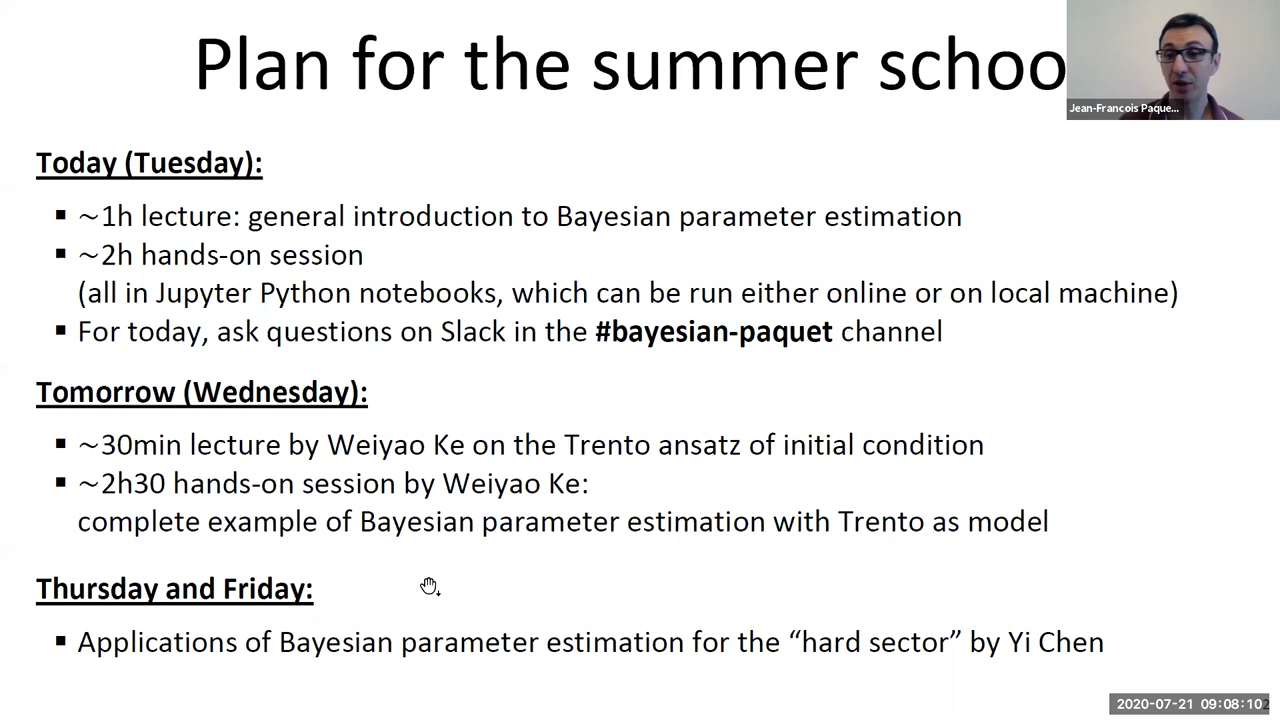 Plan for the summer schoo
Jean-Francois Paque...
Today (Tuesday):
▪ ~1h lecture: general introduction to Bayesian parameter estimation
▪ ~2h hands-on session
(all in Jupyter Python notebooks, which can be run either online or on local machine)
▪ For today, ask questions on Slack in the #bayesian-paquet channel
Tomorrow (Wednesday):
▪ ~30min lecture by Weiyao Ke on the Trento ansatz of initial condition
▪ ~2h30 hands-on session by Weiyao Ke:
complete example of Bayesian parameter estimation with Trento as model
Thursday and Friday:
▪ Applications of Bayesian parameter estimation for the “hard sector” by Yi Chen
2020-07-21 09:08:10
2